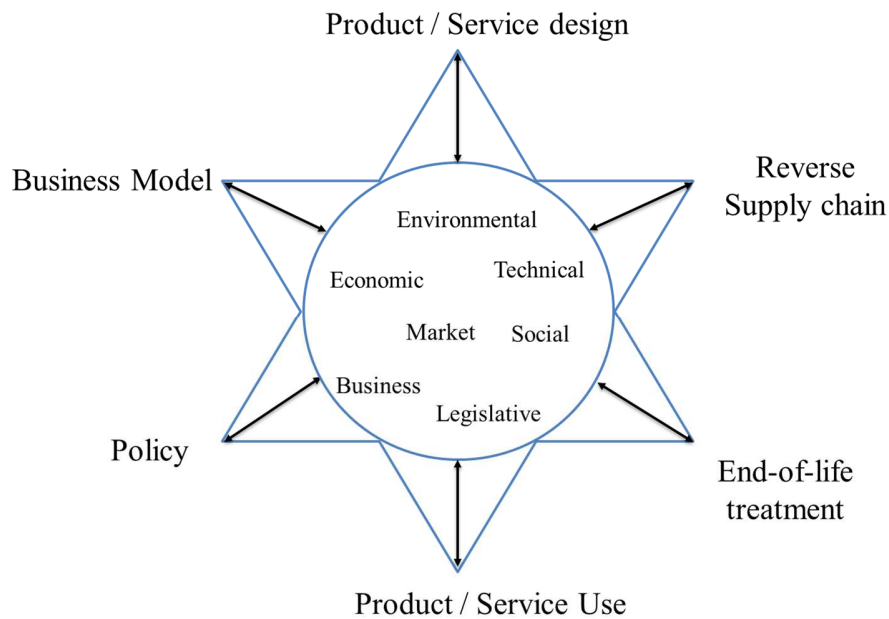 Product / Service design
Business Model
Reverse
Supply chain
Environmental
Economic
Technical
Market
Social
Business
Legislative
Policy
End-of-life
treatment
Product / Service Use